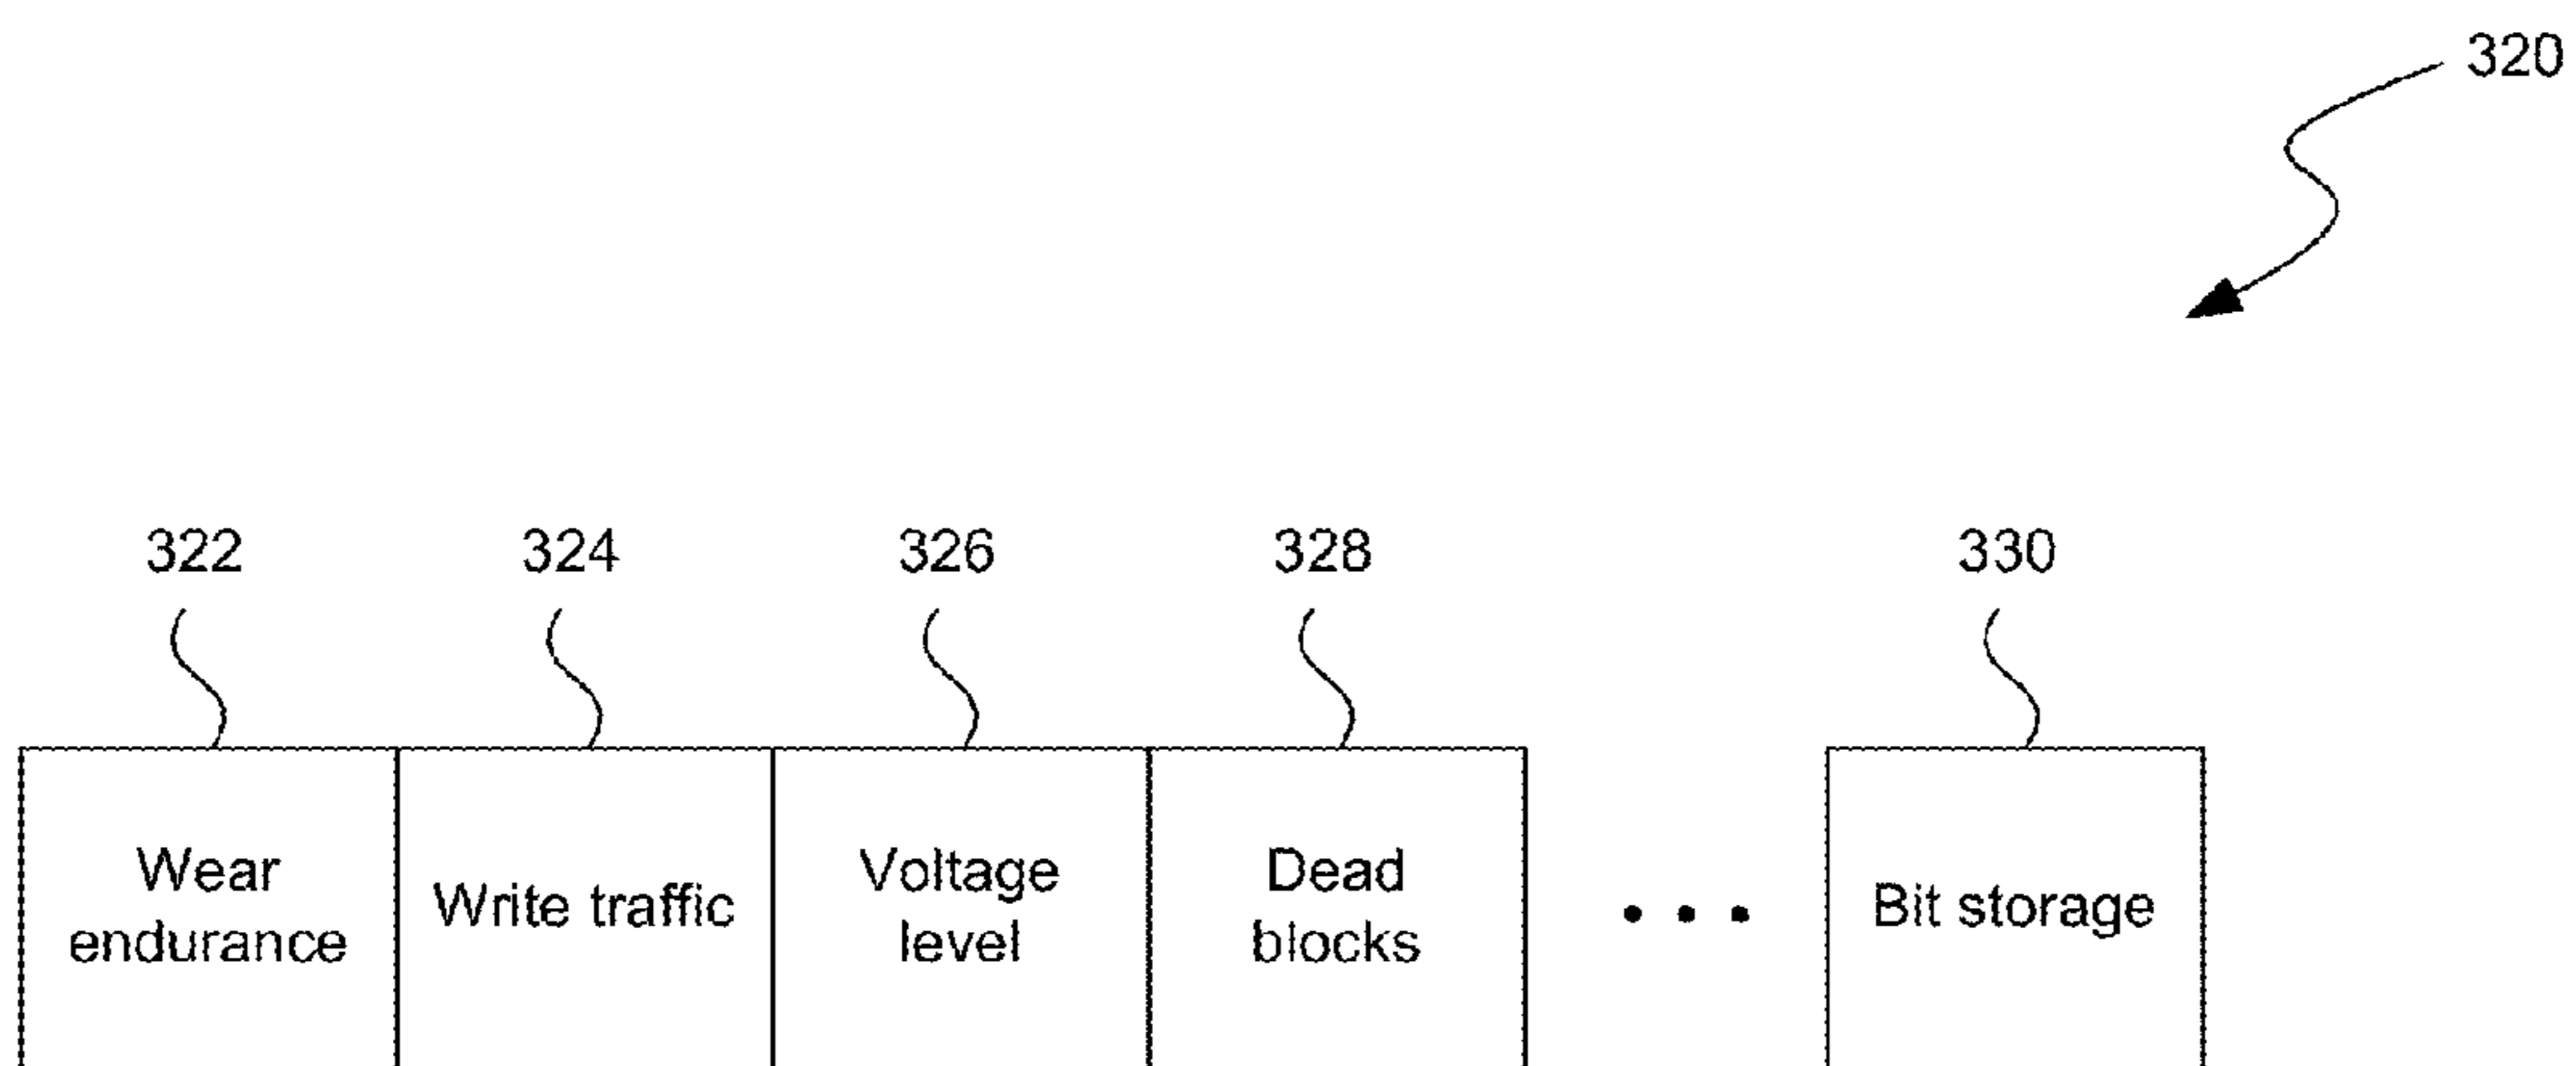 320
322 324 326 328 330
Wear
endurance
Write traffic
Voltage
level
Dead
blocks
Bit storage